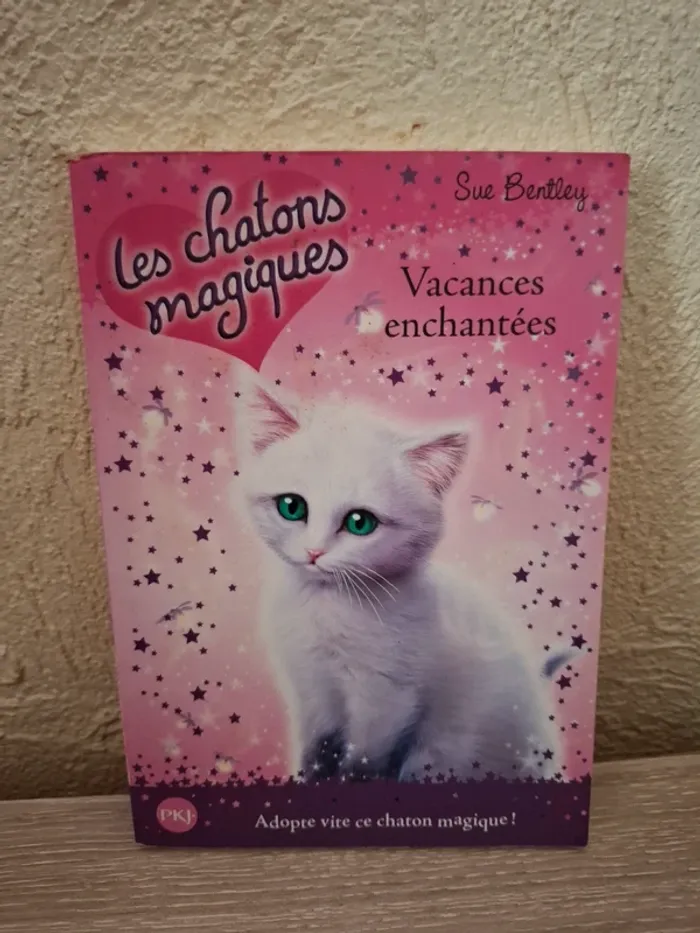 Sue Bentley
les chatons
magiques
Vacances
enchantées
PKJ.
Adopte vite ce chaton magique !